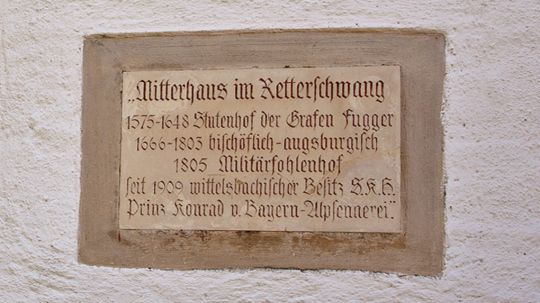 „Mitterhaus im Retterschwang
1575-1648 Stutenhof der Grafen Fugger
1666-1803 bischöflich-augsburgisch
1805 Militärfohlenhof
seit 1909 wittelsbachischer Besitz S.K.H.
Prinz Konrad v. Bayern-Alpsennerei."